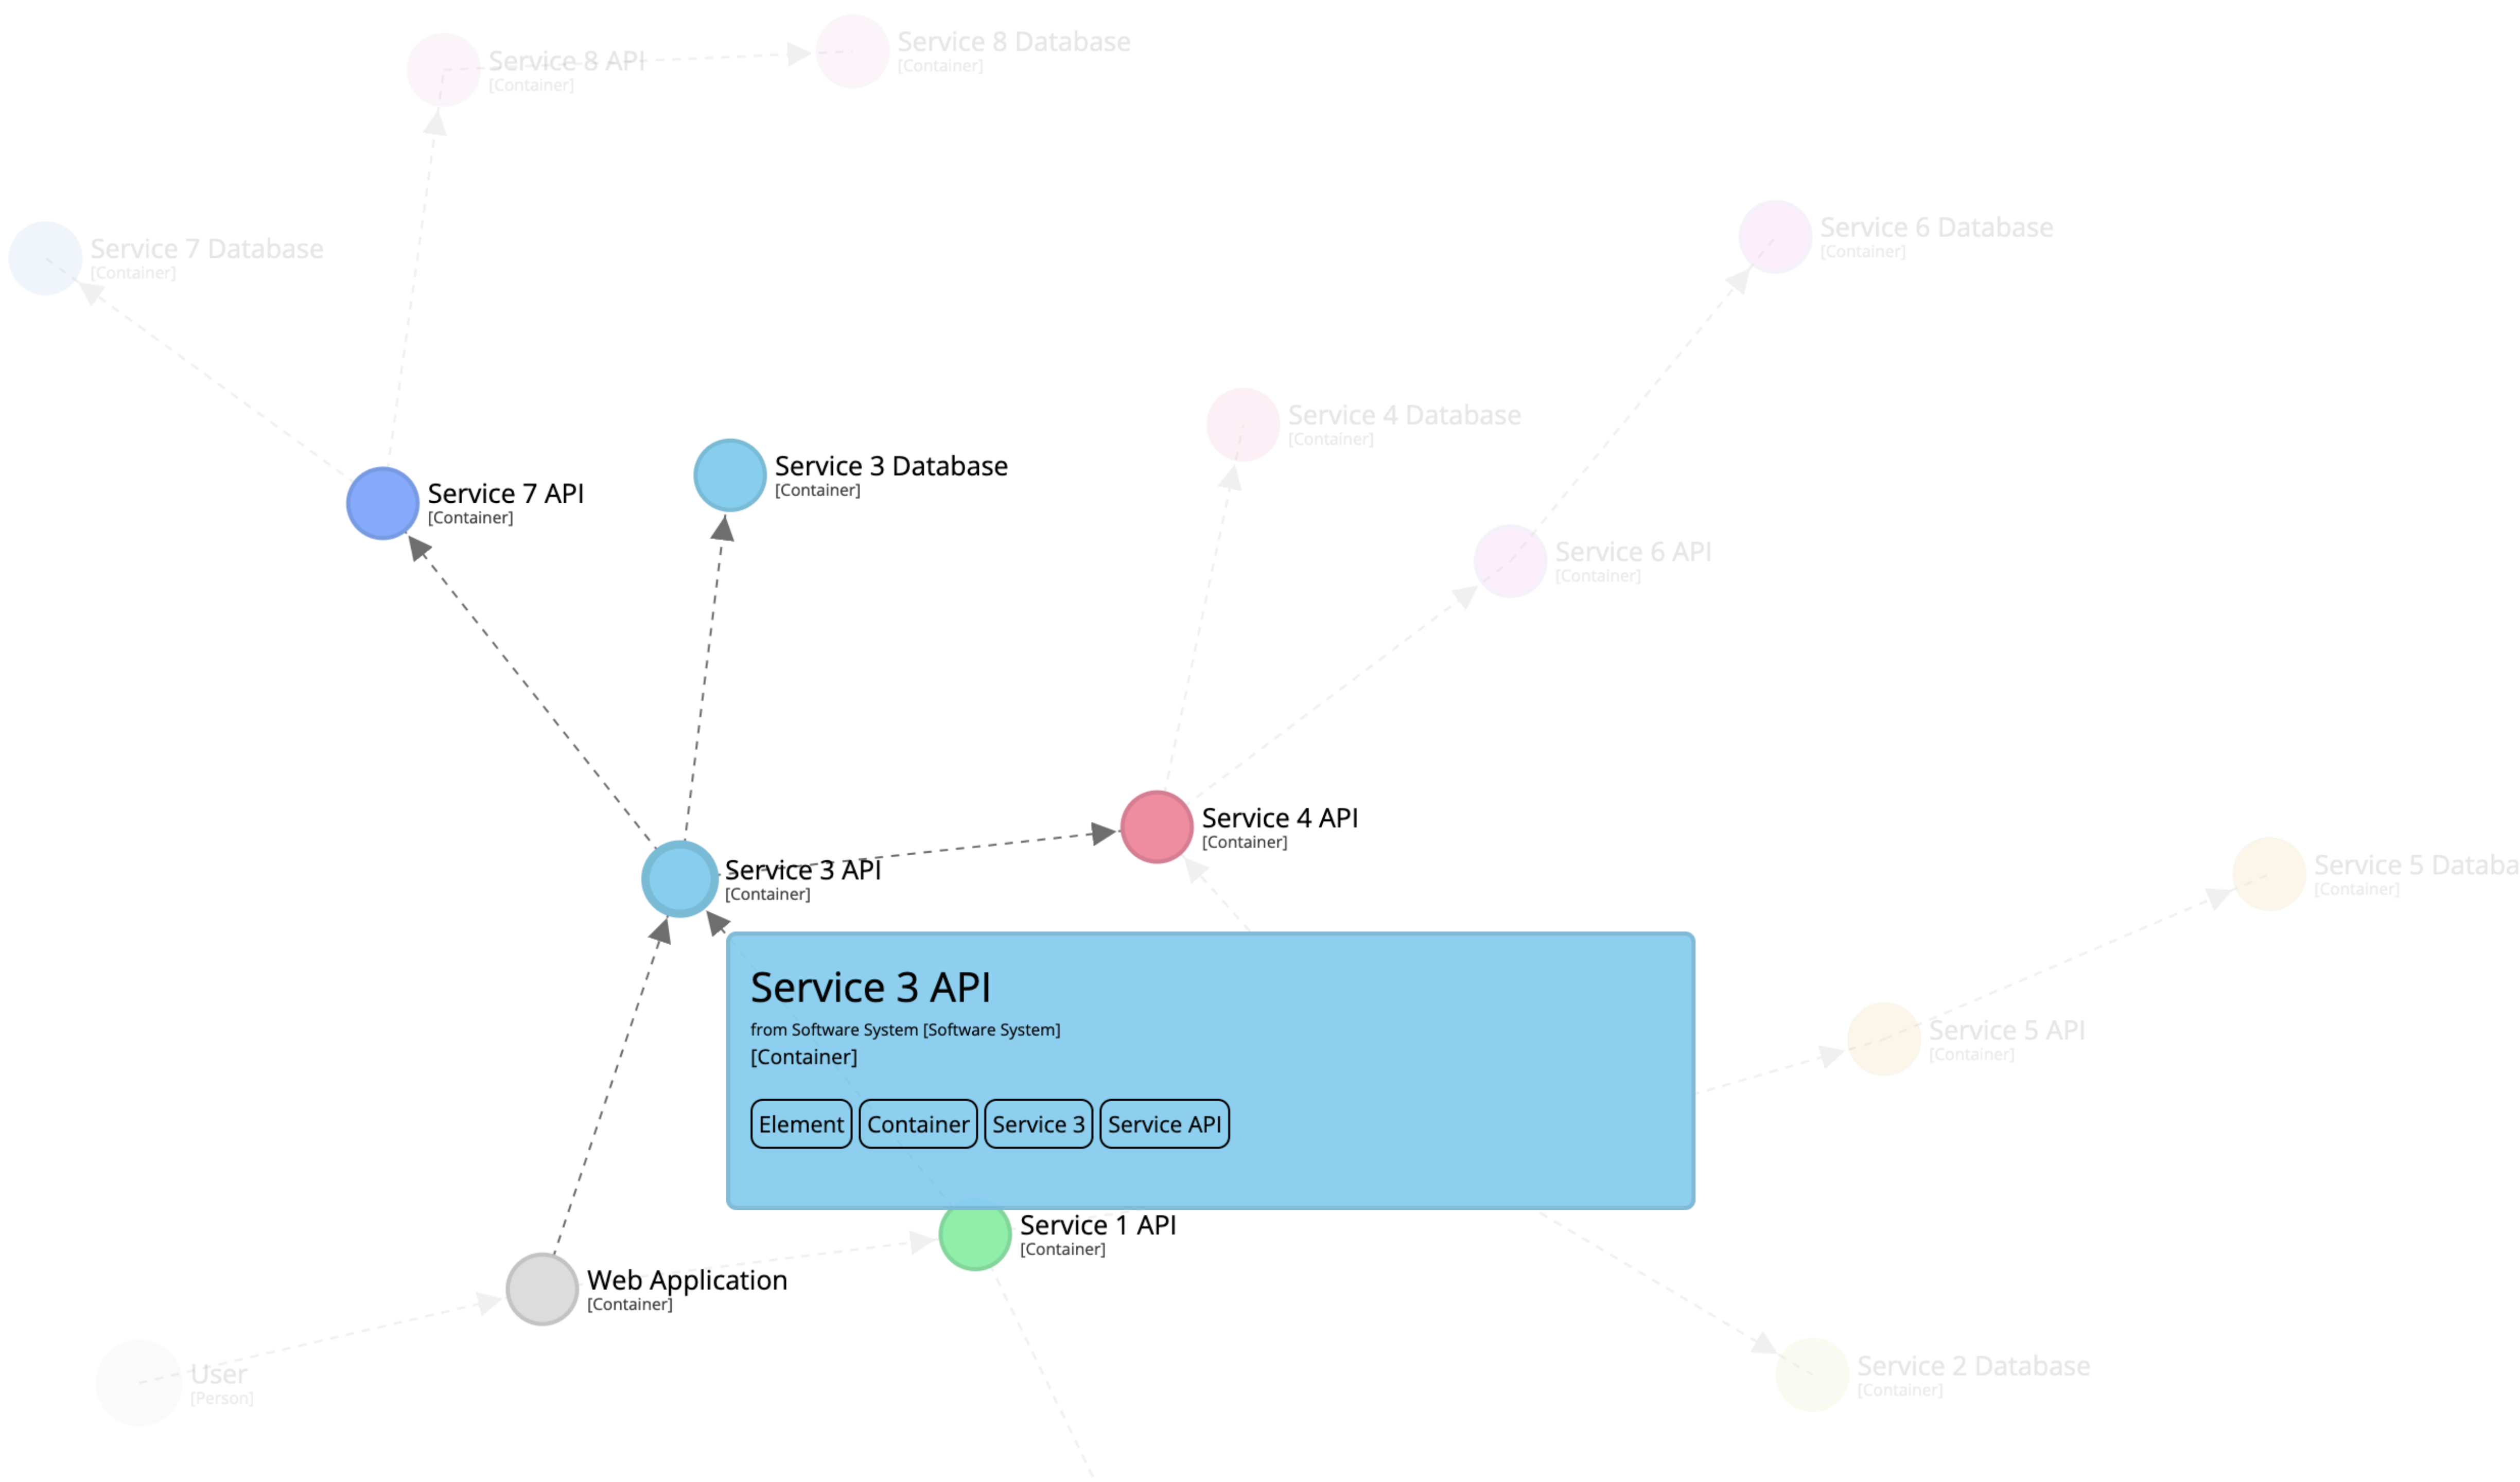 Service 8 API
[Container]
Service 8 Database
[Container]
Service 7 Database
[Container]
Service 6 Database
[Container]
Service 4 Database
[Container]
Service 3 Database
[Container]
Service 7 API
[Container]
Service 6 API
[Container]
Service 4 API
[Container]
Service 3 API
[Container]
Service 5 Databa
[Container]
Service 3 API
from Software System [Software System]
[Container]
Element Container Service 3 Service API
Service 5 API
[Container]
Service 1 API
[Container]
Web Application
[Container]
User
[Person]
Service 2 Database
[Container]